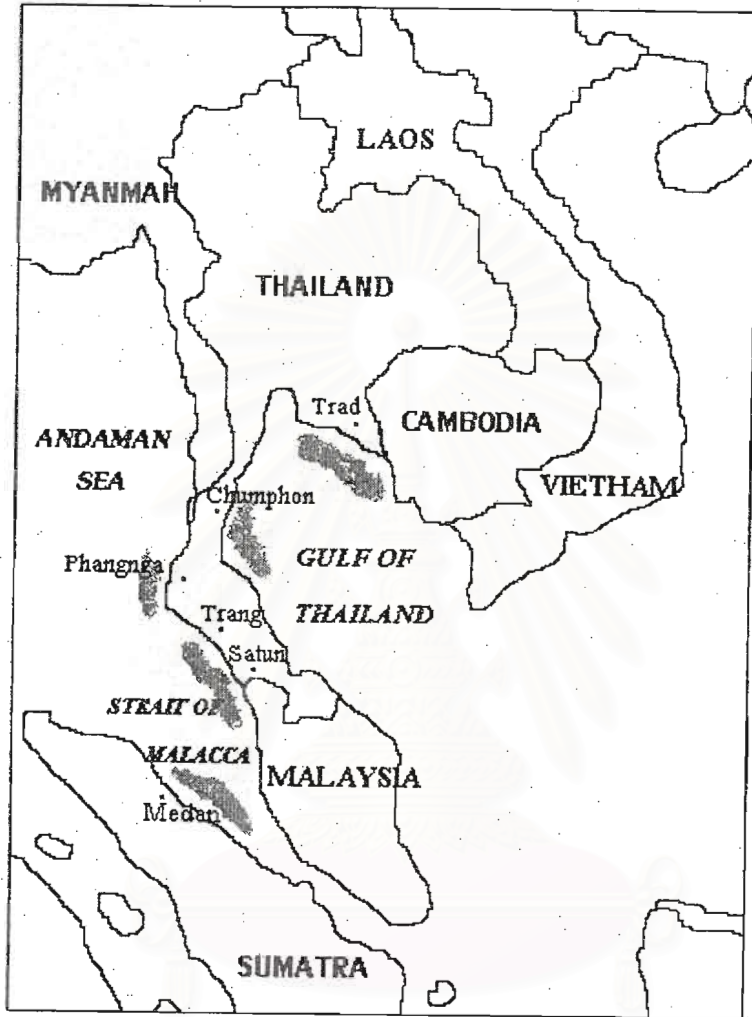 LAOS
MYANMAH
THAILAND
Trad
CAMBODIA
ANDAMAN
SEA
VIETHAM
Chumphon
GULF OF
THAILAND
Phangnga
Trang
Satun
STRAIT OF
MALACCA
MALAYSIA
Medan
SUMATRA